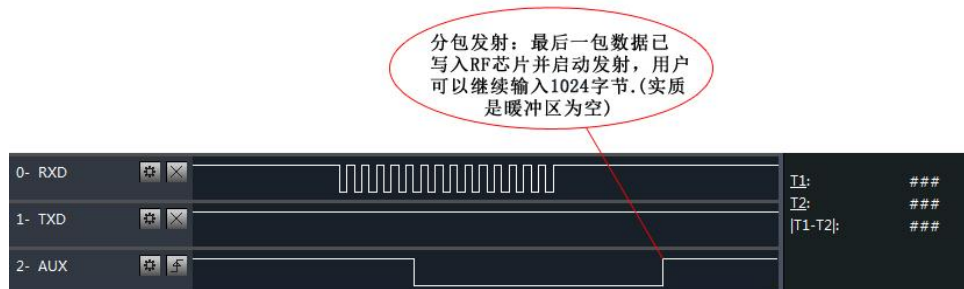 分包发射：最后一包数据已
写入RF芯片并启动发射，用户
可以继续输入1024字节.(实质
是暖冲区为空)
0- RXD
T1: ###
1- TXD
T2: ###
|T1-T2|: ###
2- AUX